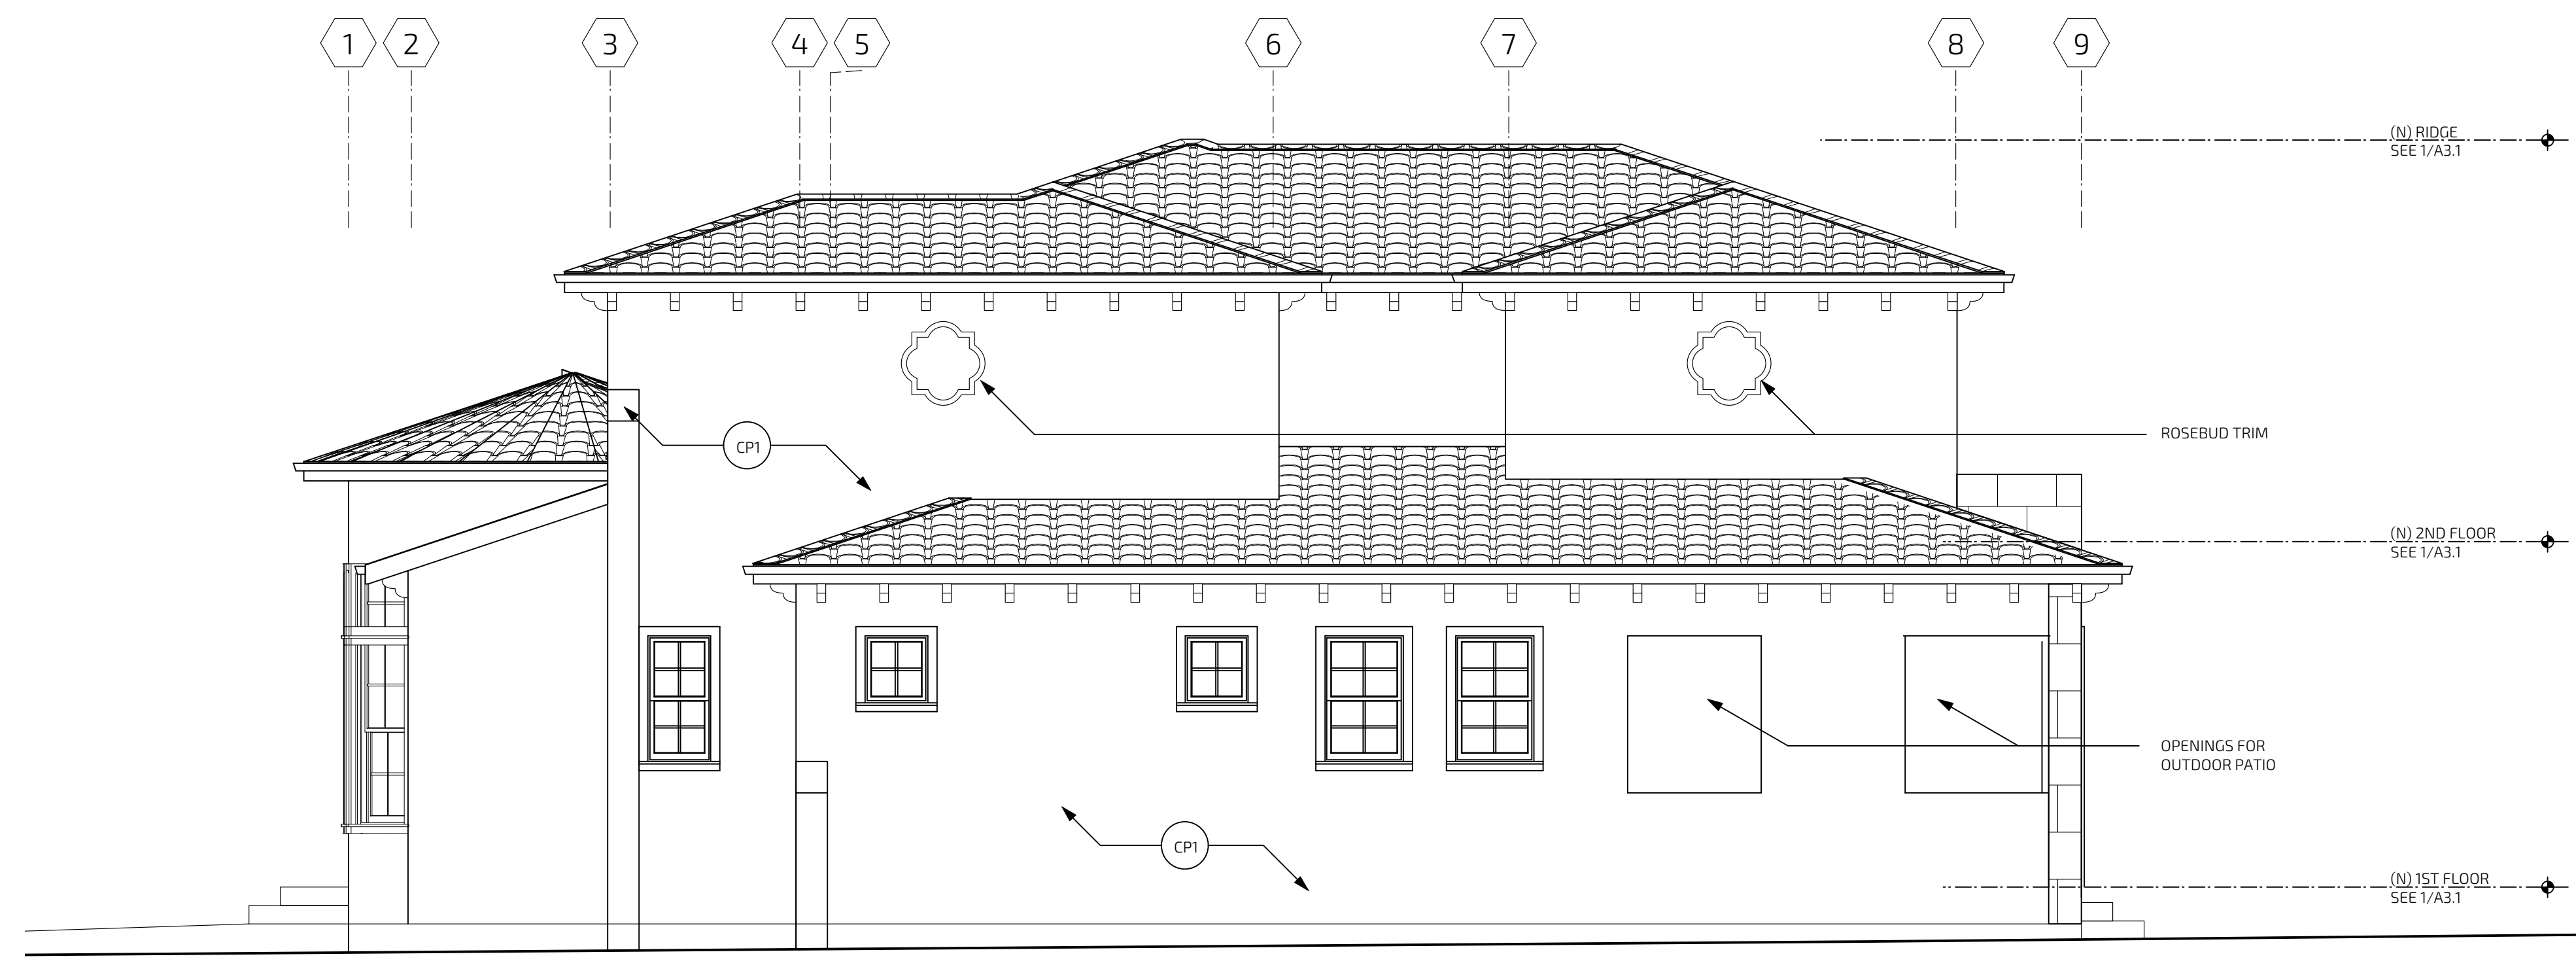 1 2 3 4 5 6 7 8 9
(N) RIDGE
SEE 1/A3.1
ROSEBUD TRIM
CP1
(N) 2ND FLOOR
SEE 1/A3.1
OPENINGS FOR
OUTDOOR PATIO
CP1
(N) 1ST FLOOR
SEE 1/A3.1